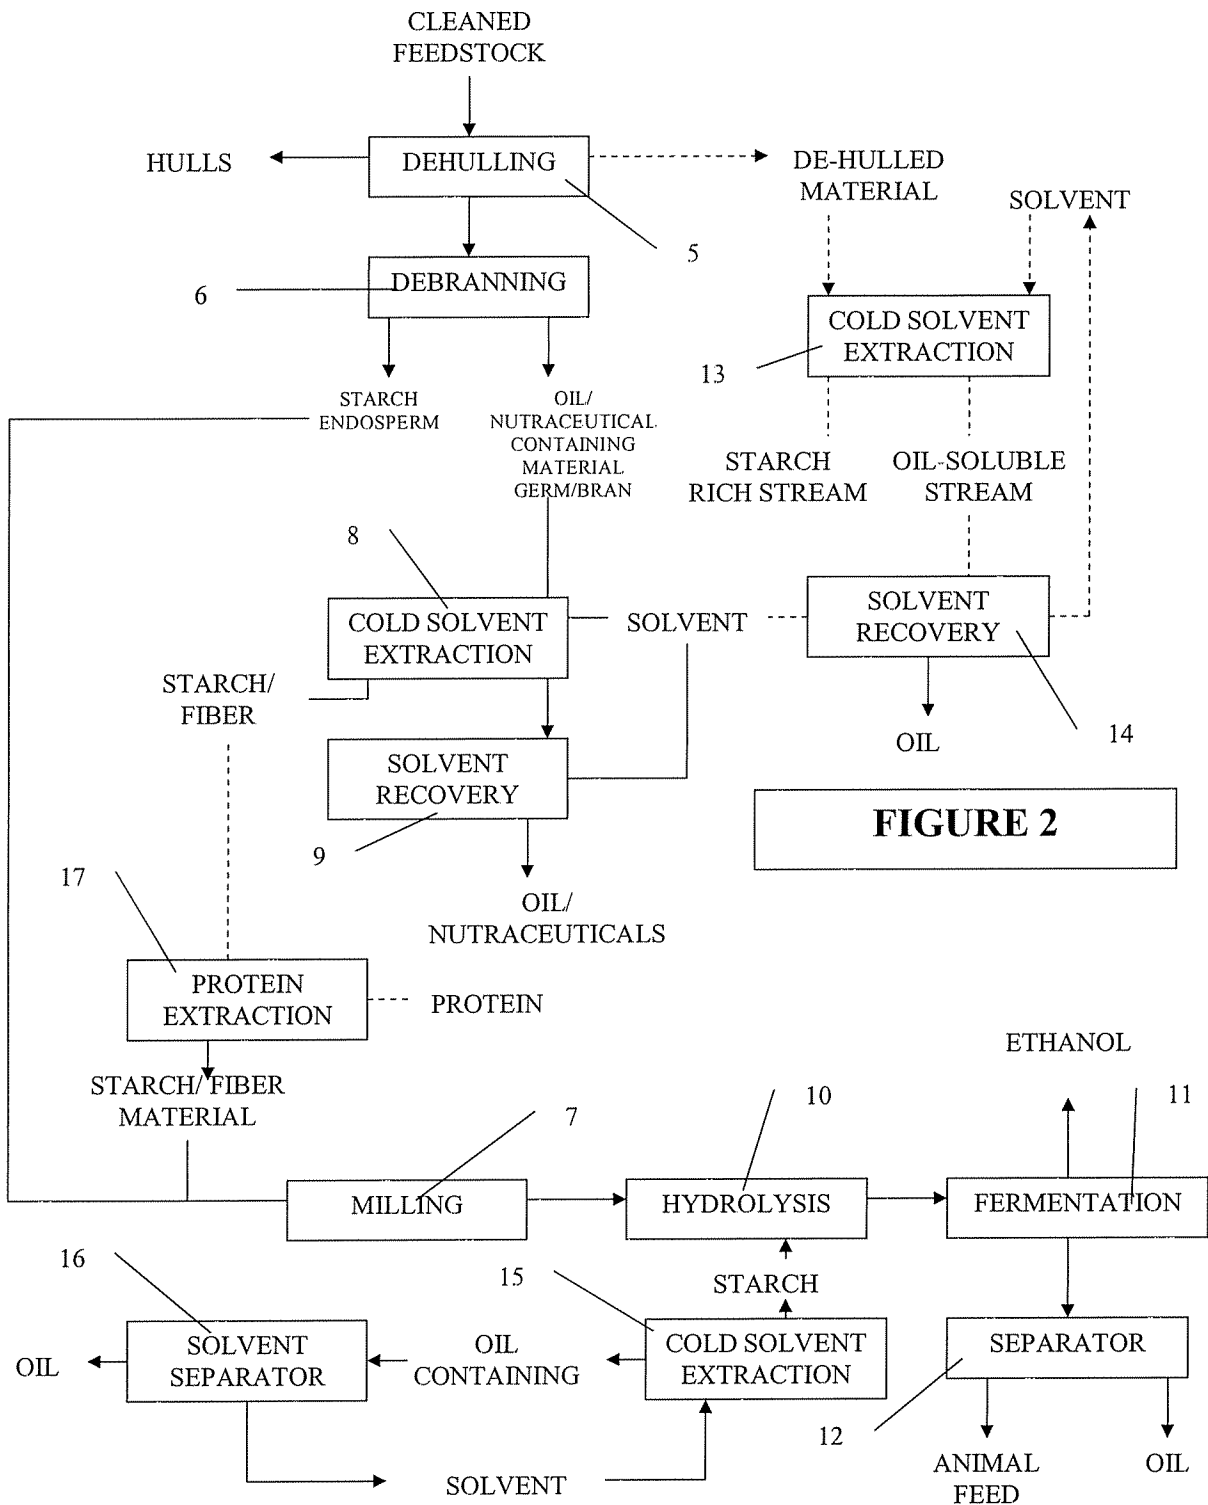 CLEANED
FEEDSTOCK
HULLS
DEHULLING
DE-HULLED
MATERIAL
SOLVENT
5
DEBRANNING
6
COLD SOLVENT
EXTRACTION
13
STARCH
ENDOSPERM
OIL/
NUTRACEUTICAL
CONTAINING
MATERIAL
GERM/BRAN
STARCH
RICH STREAM
OIL-SOLUBLE
STREAM
8
COLD SOLVENT
EXTRACTION
SOLVENT
SOLVENT
RECOVERY
STARCH/
FIBER
14
OIL
SOLVENT
RECOVERY
9
FIGURE 2
17
OIL/
NUTRACEUTICALS
PROTEIN
EXTRACTION
PROTEIN
STARCH/ FIBER
MATERIAL
ETHANOL
7
10
11
MILLING
HYDROLYSIS
FERMENTATION
16
15
STARCH
OIL
SOLVENT
SEPARATOR
OIL
CONTAINING
COLD SOLVENT
EXTRACTION
SEPARATOR
12
SOLVENT
ANIMAL
FEED
OIL